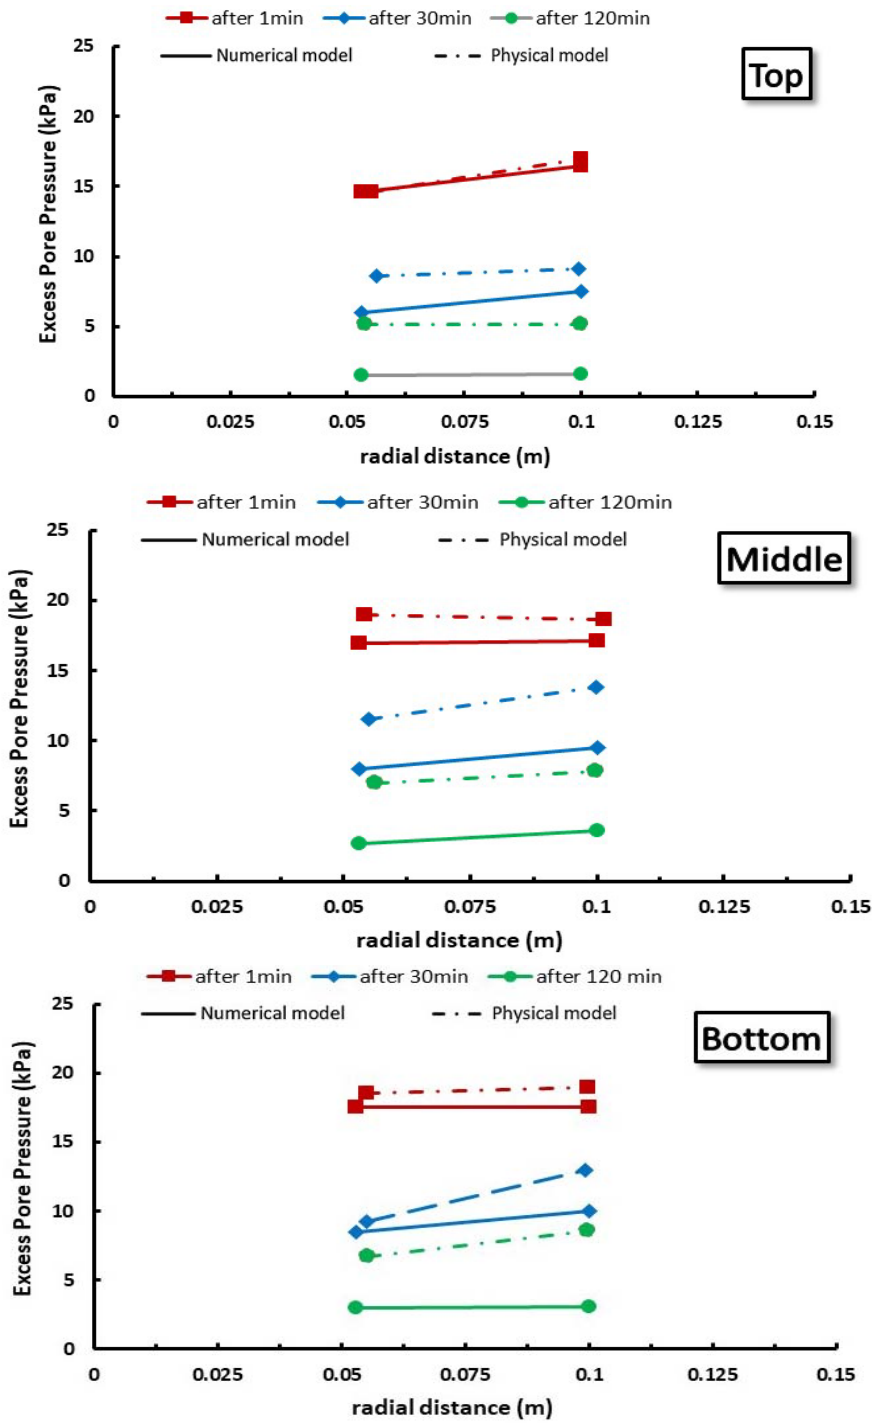 after 1min after 30min after 120min
Numerical model Physical model
Top
Excess Pore Pressure (kPa)
25
20
15
10
5
0
0 0.025 0.05 0.075 0.1 0.125 0.15
radial distance (m)
after 1min after 30min after 120min
Numerical model Physical model
Middle
Excess Pore Pressure (kPa)
25
20
15
10
5
0
0 0.025 0.05 0.075 0.1 0.125 0.15
radial distance (m)
after 1min after 30min after 120 min
Numerical model Physical model
Bottom
Excess Pore Pressure (kPa)
25
20
15
10
5
0
0 0.025 0.05 0.075 0.1 0.125 0.15
radial distance (m)